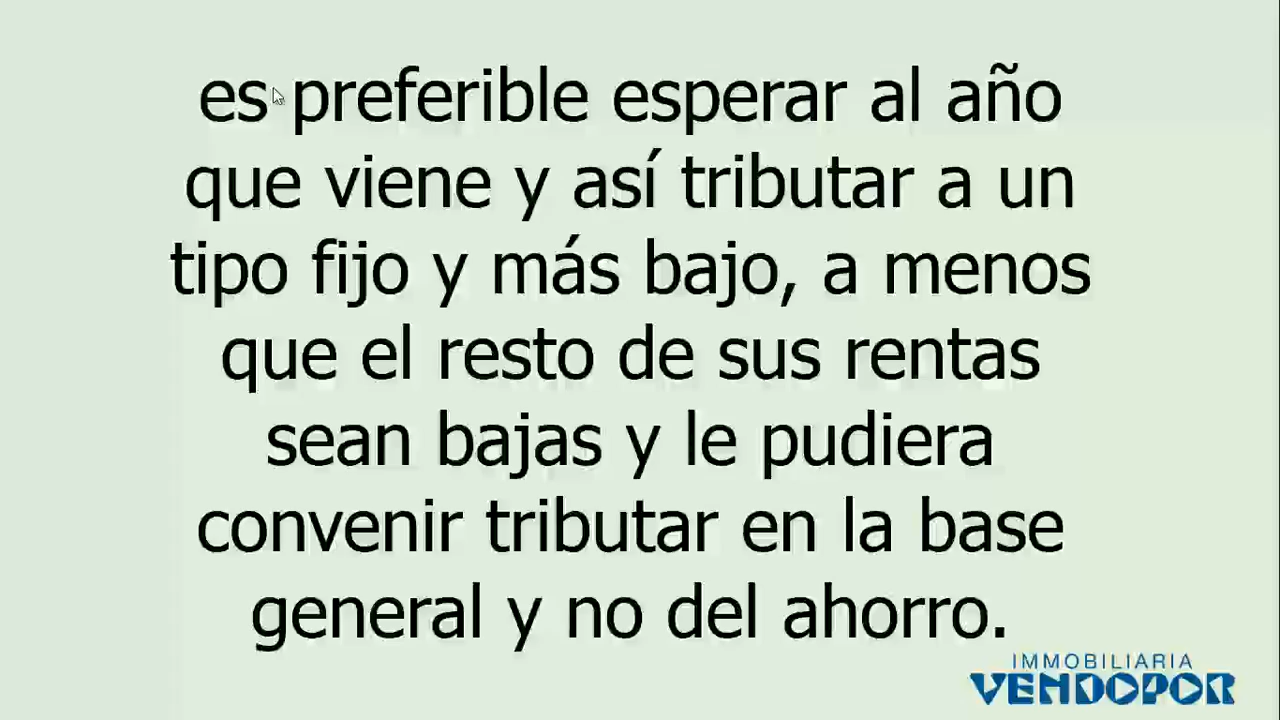 es preferible esperar al año
que viene y así tributar a un
tipo fijo y más bajo, a menos
que el resto de sus rentas
sean bajas y le pudiera
convenir tributar en la base
general y no del ahorro.
IMMOBILIARIA
VENDOPOR